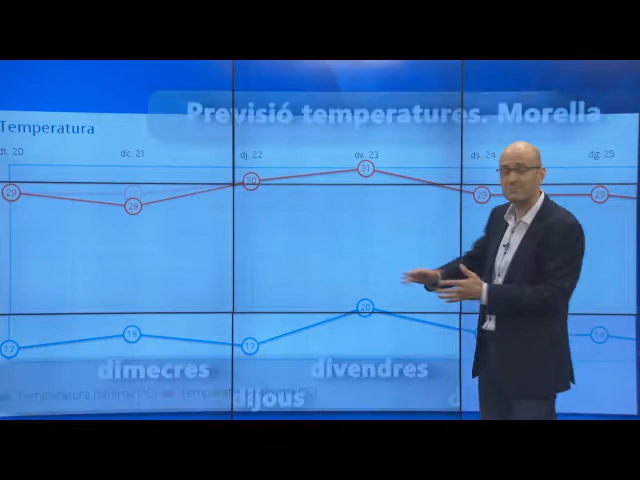 Previsió temperatures. Morella
Temperatura
dt. 20 dc. 21 dj. 22 dv. 23 ds. 24 dg. 25
29 28 30 31 29 29
17 18 17 20
dimecres divendres
Temperatura
dijous